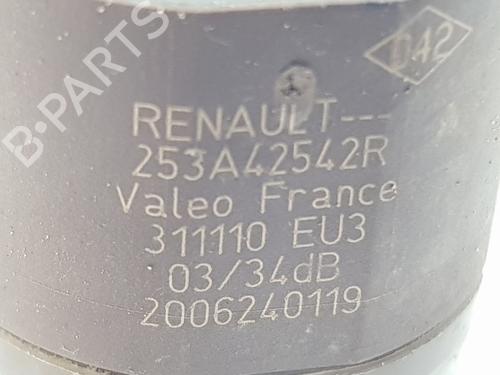 D42
RENAULT---
253A42542R
Valeo France
311110 EU3
03/34dB
2006240119
B-PARTS